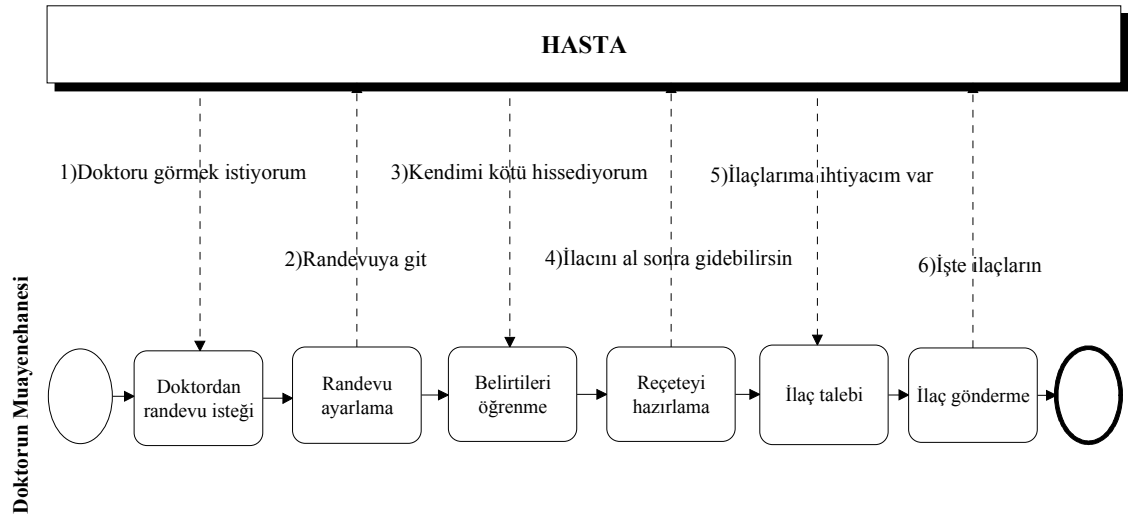 HASTA
1)Doktoru görmek istiyorum
3)Kendimi kötü hissediyorum
5)İlaçlarıma ihtiyacım var
2)Randevuya git
4)İlacını al sonra gidebilirsin
6)İşte ilaçların
Doktorun Muayenehanesi
Doktordan
randevu isteği
Randevu
ayarlama
Belirtileri
öğrenme
Reçeteyi
hazırlama
İlaç talebi
İlaç gönderme